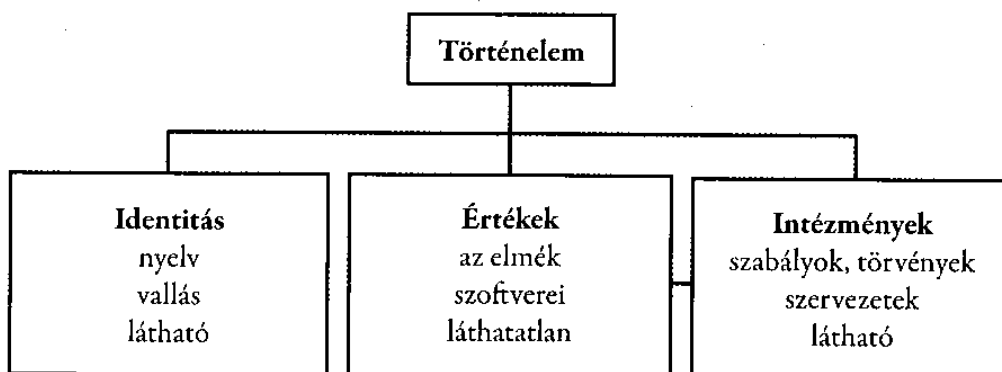 Történelem
Identitás
nyelv
vallás
látható
Értékek
az elmék
szoftverei
láthatatlan
Intézmények
szabályok, törvények
szervezetek
látható